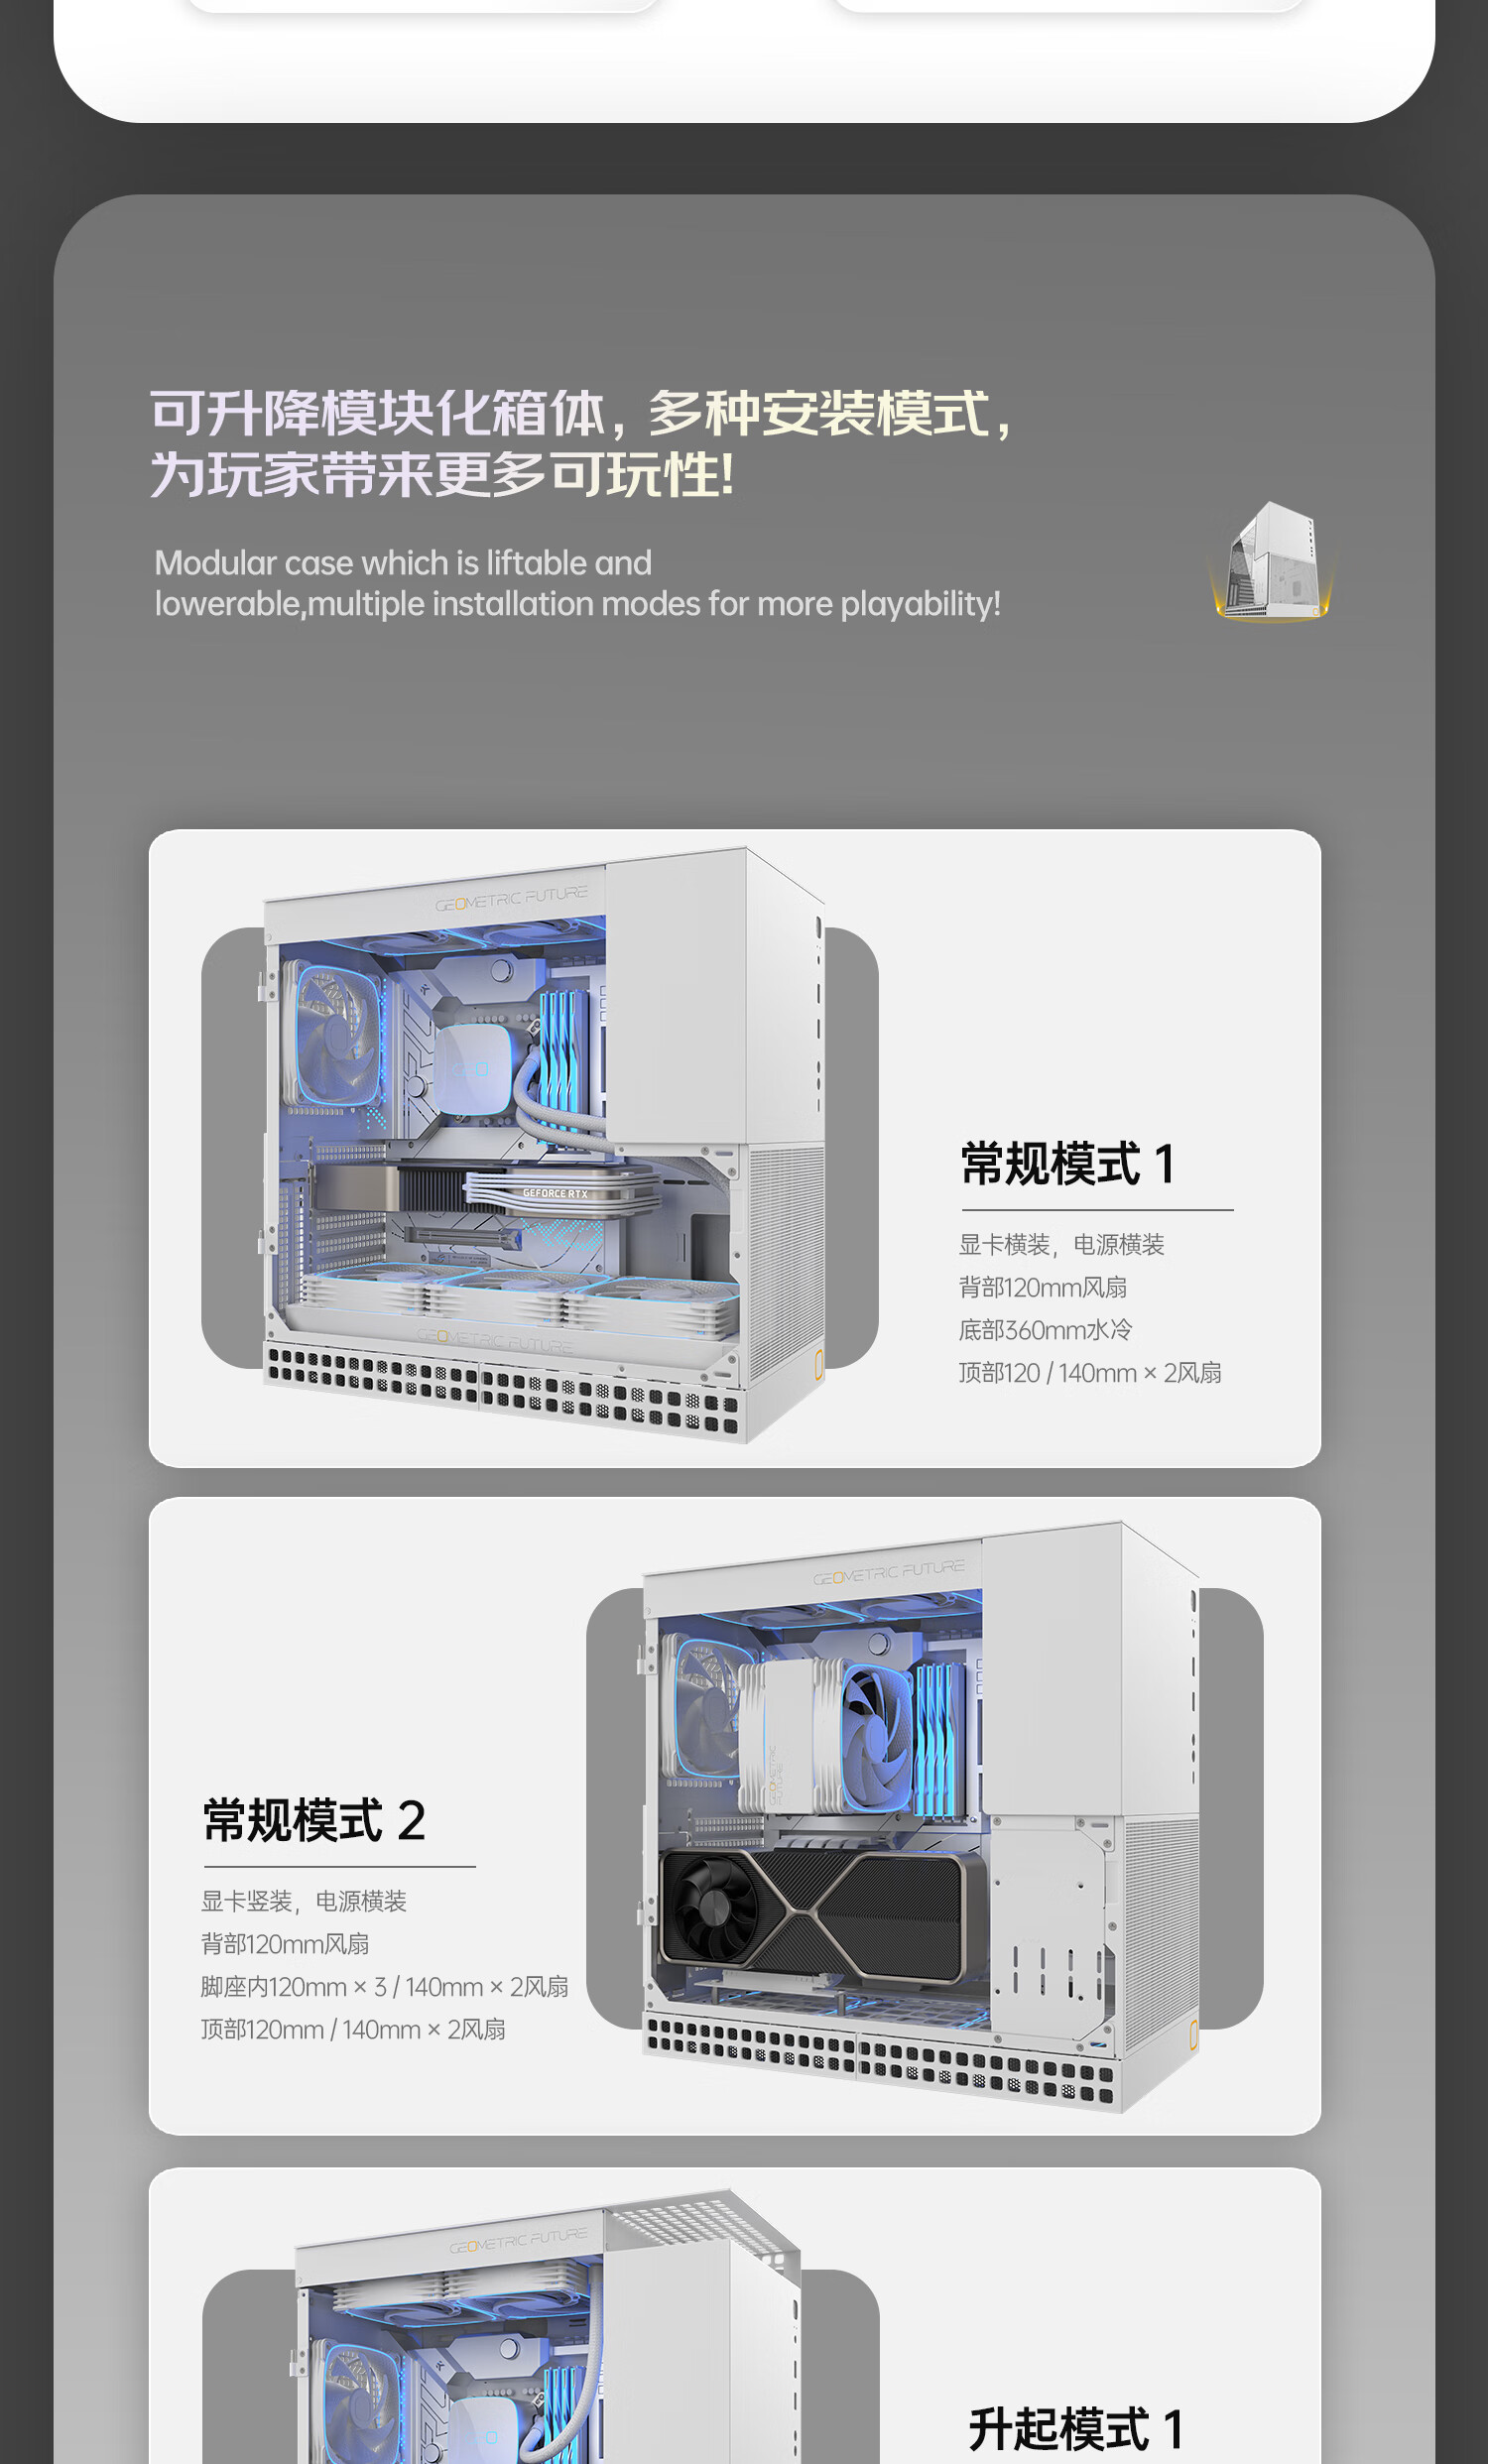 可升降模块化箱体，多种安装模式，
为玩家带来更多可玩性!
Modular case which is liftable and
lowerable,multiple installation modes for more playability!
GEOMETRIC FUTURE
GEFORCE RTX
GEOMETRIC FUTURE
常规模式 1
显卡横装，电源横装
背部120mm风扇
底部360mm水冷
顶部120 / 140mm × 2风扇
GEOMETRIC FUTURE
GEOMETRIC
FUTURE
常规模式 2
显卡竖装，电源横装
背部120mm风扇
脚座内120mm × 3 / 140mm × 2风扇
顶部120mm / 140mm × 2风扇
GEOMETRIC FUTURE
升起模式 1